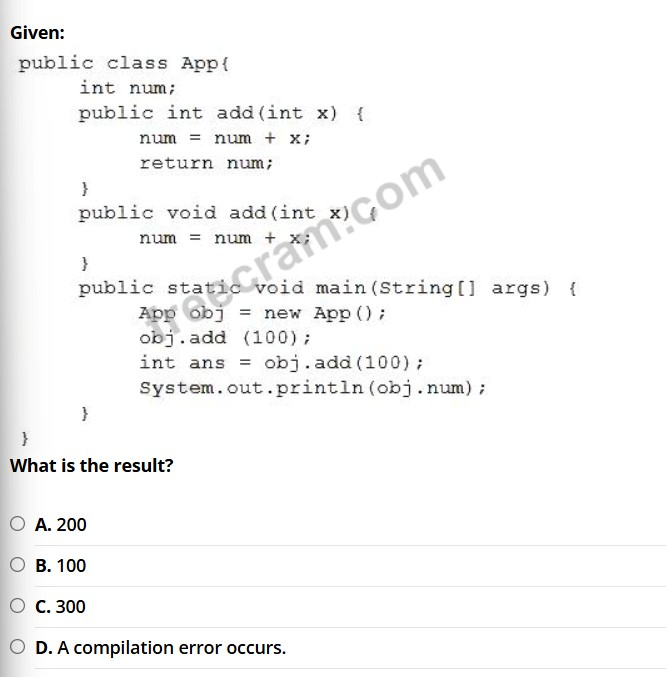 Given:
public class App{
int num;
public int add(int x) {
num = num + x;
return num;
}
public void add(int x) {
num = num + x;
}
public static void main(String[] args) {
App obj = new App();
obj.add (100);
int ans = obj.add(100);
System.out.println(obj.num);
}
}
freecram.com
What is the result?
A. 200
B. 100
C. 300
D. A compilation error occurs.